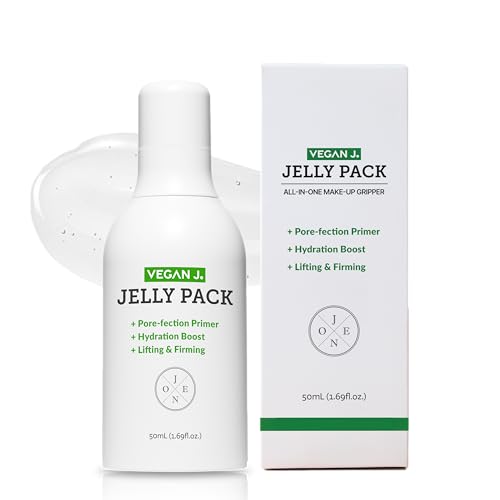 VEGAN J.
JELLY PACK
+ Pore-fection Primer
+ Hydration Boost
+ Lifting & Firming
J
O E
N
50mL (1.69fl.oz.)
VEGAN J.
JELLY PACK
ALL-IN-ONE MAKE-UP GRIPPER
+ Pore-fection Primer
+ Hydration Boost
+ Lifting & Firming
J
O E
N
50mL (1.69fl.oz.)